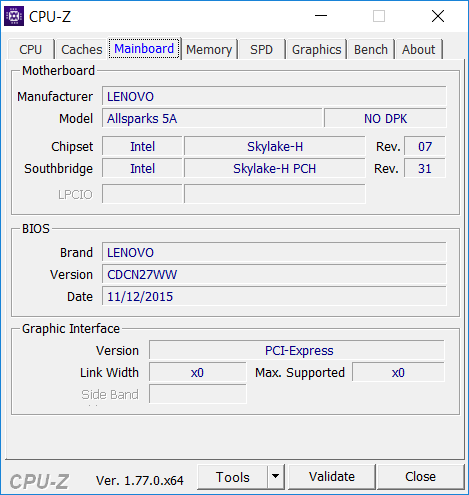 CPU-Z
CPU Caches Mainboard Memory SPD Graphics Bench About
Motherboard
Manufacturer LENOVO
Model Allsparks 5A NO DPK
Chipset Intel Skylake-H Rev. 07
Southbridge Intel Skylake-H PCH Rev. 31
LPCIO
BIOS
Brand LENOVO
Version CDCN27WW
Date 11/12/2015
Graphic Interface
Version PCI-Express
Link Width x0 Max. Supported x0
Side Band
CPU-Z Ver. 1.77.0.x64 Tools Validate Close